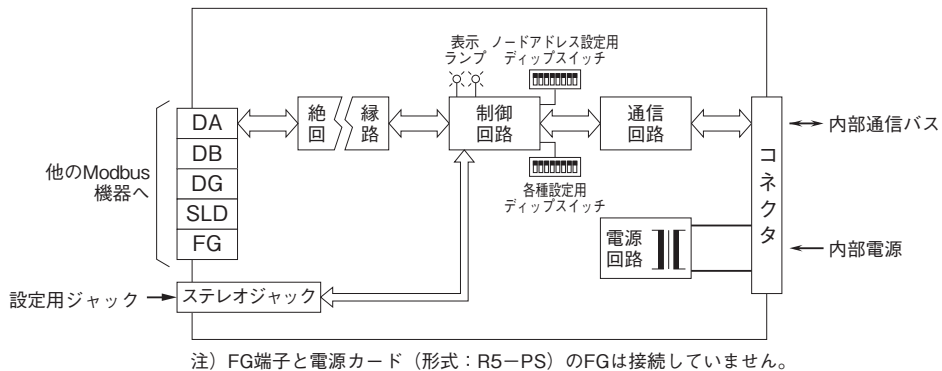 表示
ランプ
ノードアドレス設定用
ディップスイッチ
絶 縁
回 路
制御
回路
通信
回路
DA
DB
DG
SLD
FG
他のModbus
機器へ
各種設定用
ディップスイッチ
コネクタ
内部通信バス
電源
回路
内部電源
設定用ジャック
ステレオジャック
注）FG端子と電源カード（形式：R5－PS）のFGは接続していません。